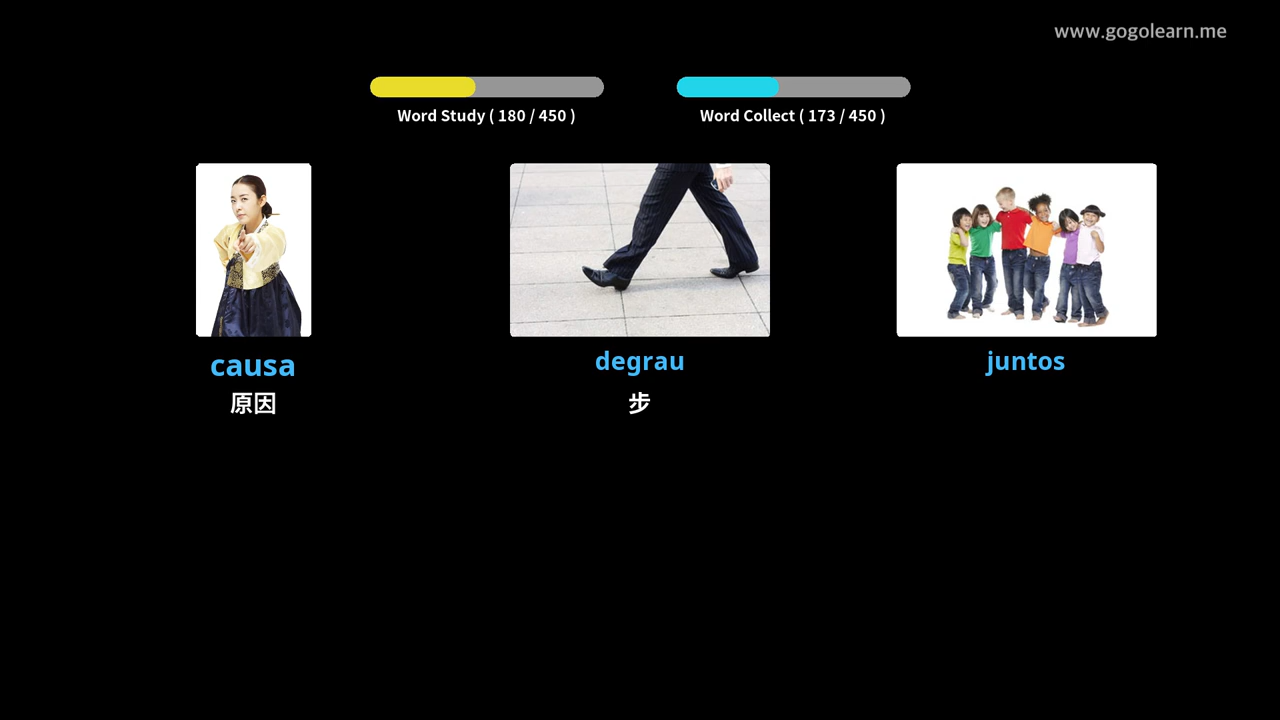 www.gogolearn.me
Word Study ( 180 / 450 )
Word Collect ( 173 / 450 )
causa
degrau
juntos
原因
步